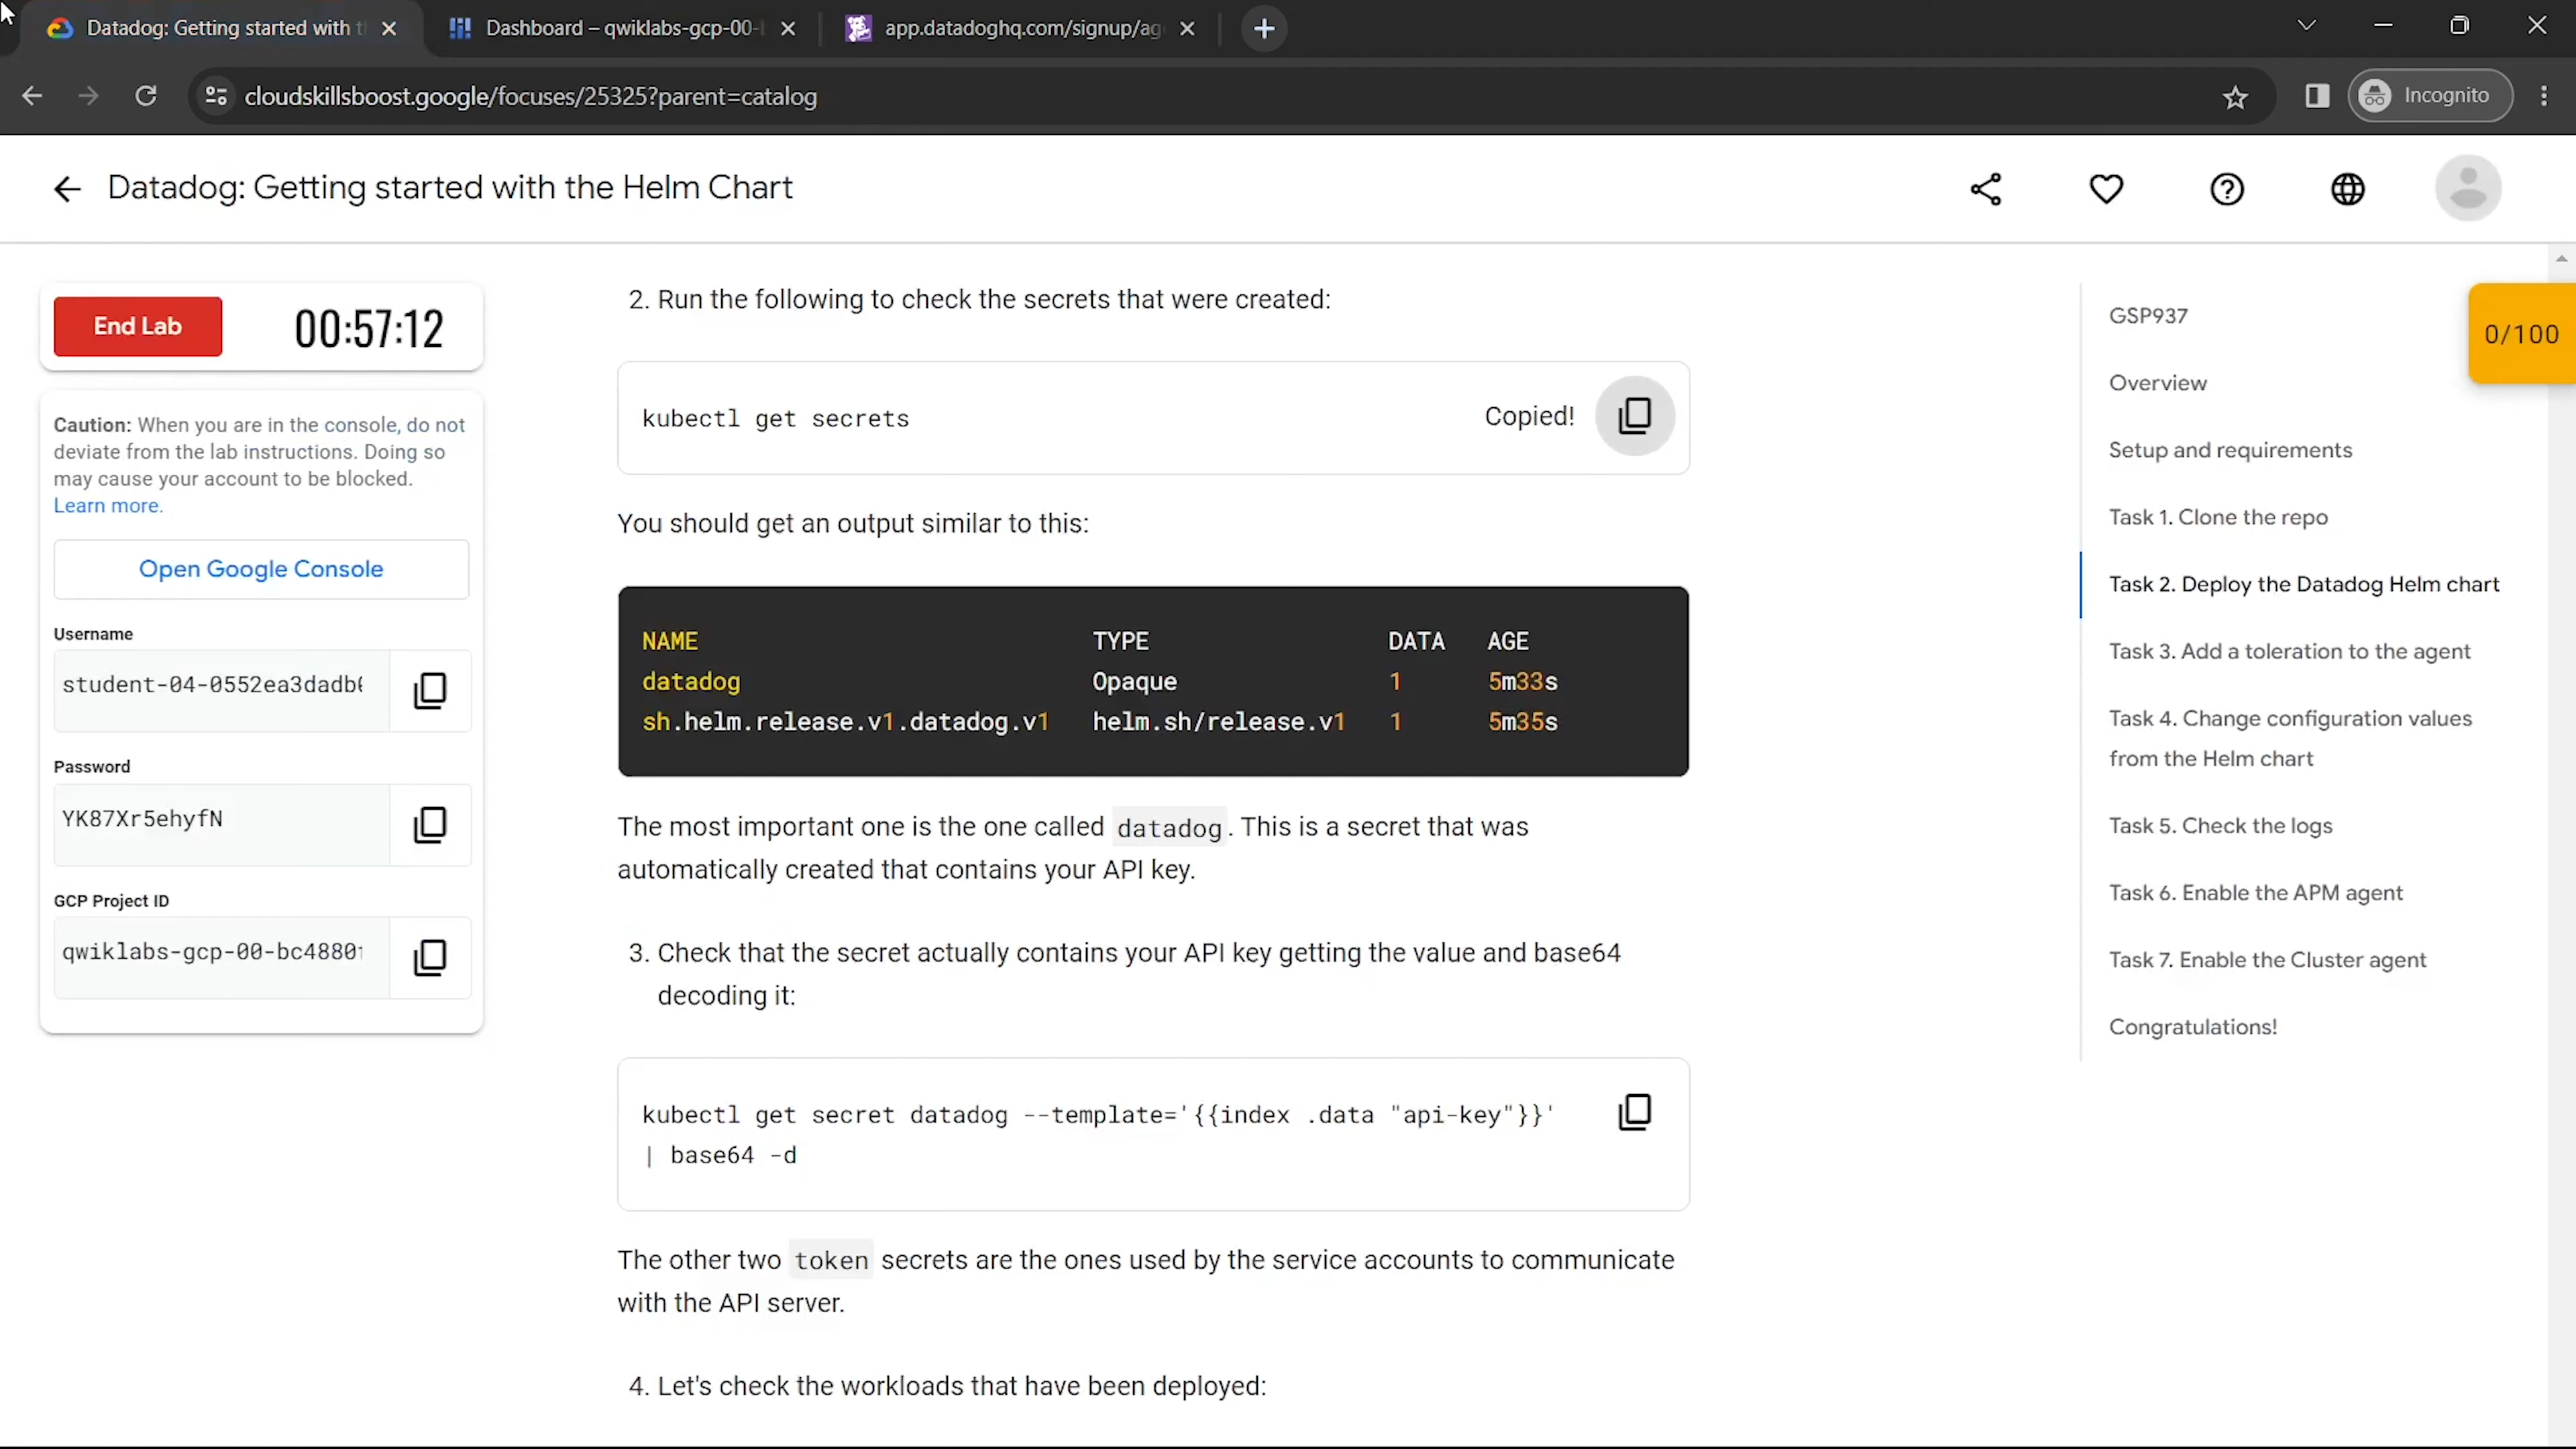 Datadog: Getting started with t
Dashboard – qwiklabs-gcp-00-
app.datadoghq.com/signup/ag
cloudskillsboost.google/focuses/25325?parent=catalog
Incognito
Datadog: Getting started with the Helm Chart
End Lab
00:57:12
Caution: When you are in the console, do not
deviate from the lab instructions. Doing so
may cause your account to be blocked.
Learn more.
Open Google Console
Username
student-04-0552ea3dadb
Password
YK87Xr5ehyfN
GCP Project ID
qwiklabs-gcp-00-bc4880
2. Run the following to check the secrets that were created:
kubectl get secrets
Copied!
You should get an output similar to this:
NAME TYPE DATA AGE
datadog Opaque 1 5m33s
sh.helm.release.v1.datadog.v1 helm.sh/release.v1 1 5m35s
The most important one is the one called datadog. This is a secret that was
automatically created that contains your API key.
3. Check that the secret actually contains your API key getting the value and base64
decoding it:
kubectl get secret datadog --template='{{index .data "api-key"}}'
| base64 -d
The other two token secrets are the ones used by the service accounts to communicate
with the API server.
4. Let's check the workloads that have been deployed:
GSP937
Overview
Setup and requirements
Task 1. Clone the repo
Task 2. Deploy the Datadog Helm chart
Task 3. Add a toleration to the agent
Task 4. Change configuration values
from the Helm chart
Task 5. Check the logs
Task 6. Enable the APM agent
Task 7. Enable the Cluster agent
Congratulations!
0/100